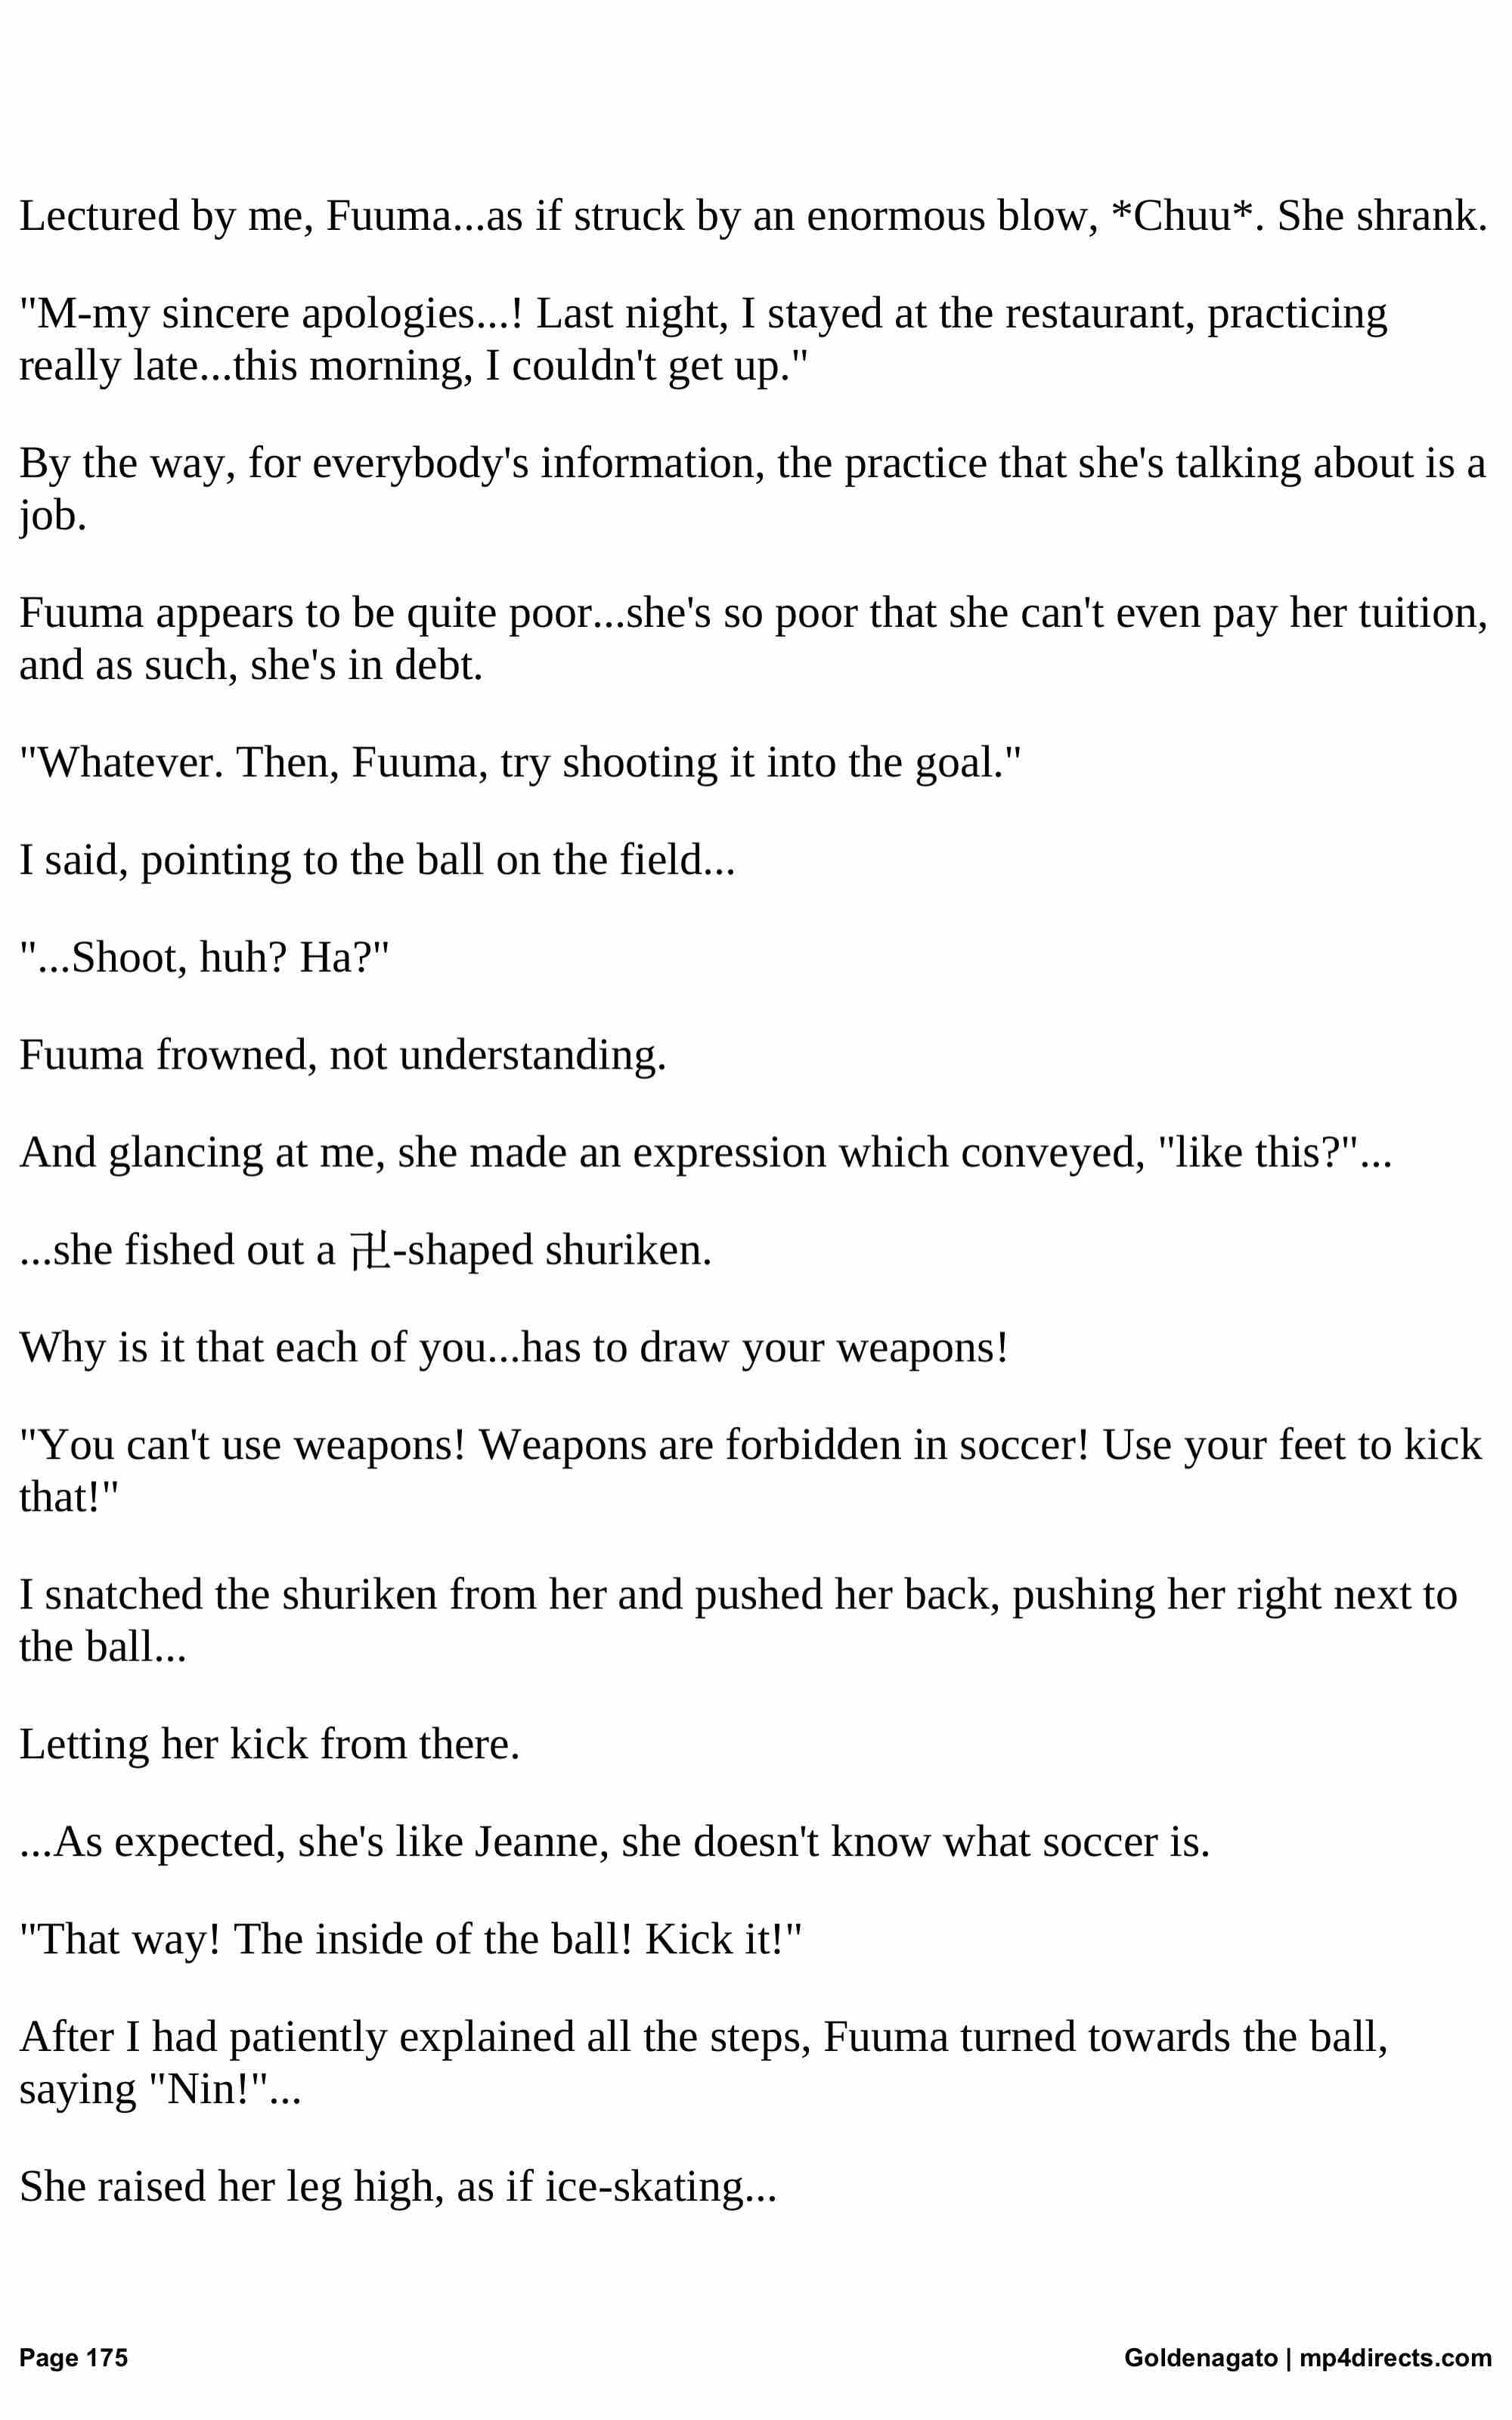 Lectured by me, Fuuma...as if struck by an enormous blow, *Chuu*. She shrank.
"M-my sincere apologies...! Last night, I stayed at the restaurant, practicing
really late...this morning, I couldn't get up."
By the way, for everybody's information, the practice that she's talking about is a
job.
Fuuma appears to be quite poor...she's so poor that she can't even pay her tuition,
and as such, she's in debt.
"Whatever. Then, Fuuma, try shooting it into the goal."
I said, pointing to the ball on the field...
"...Shoot, huh? Ha?"
Fuuma frowned, not understanding.
And glancing at me, she made an expression which conveyed, "like this?"...
...she fished out a 卍-shaped shuriken.
Why is it that each of you...has to draw your weapons!
"You can't use weapons! Weapons are forbidden in soccer! Use your feet to kick
that!"
I snatched the shuriken from her and pushed her back, pushing her right next to
the ball...
Letting her kick from there.
...As expected, she's like Jeanne, she doesn't know what soccer is.
"That way! The inside of the ball! Kick it!"
After I had patiently explained all the steps, Fuuma turned towards the ball,
saying "Nin!"...
She raised her leg high, as if ice-skating...
Page 175
Goldenagato | mp4directs.com